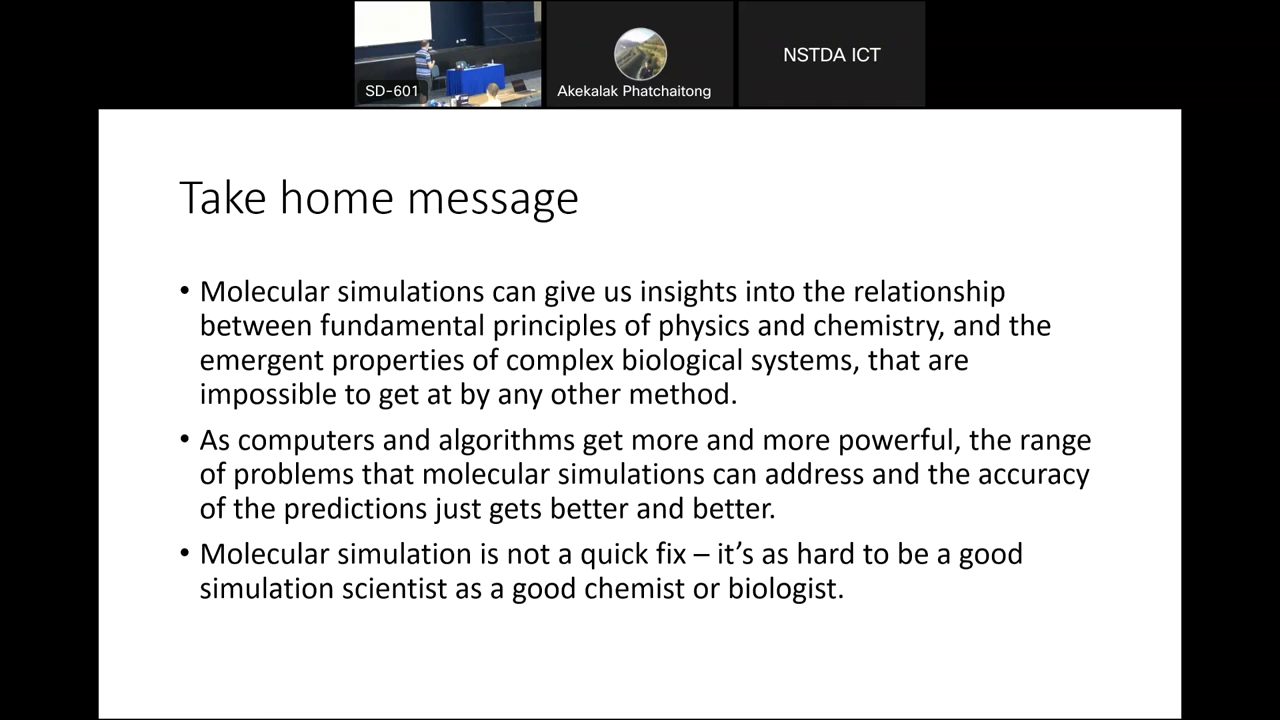 SD-601
Akekalak Phatchaitong
NSTDA ICT
Take home message
• Molecular simulations can give us insights into the relationship
between fundamental principles of physics and chemistry, and the
emergent properties of complex biological systems, that are
impossible to get at by any other method.
• As computers and algorithms get more and more powerful, the range
of problems that molecular simulations can address and the accuracy
of the predictions just gets better and better.
• Molecular simulation is not a quick fix – it’s as hard to be a good
simulation scientist as a good chemist or biologist.